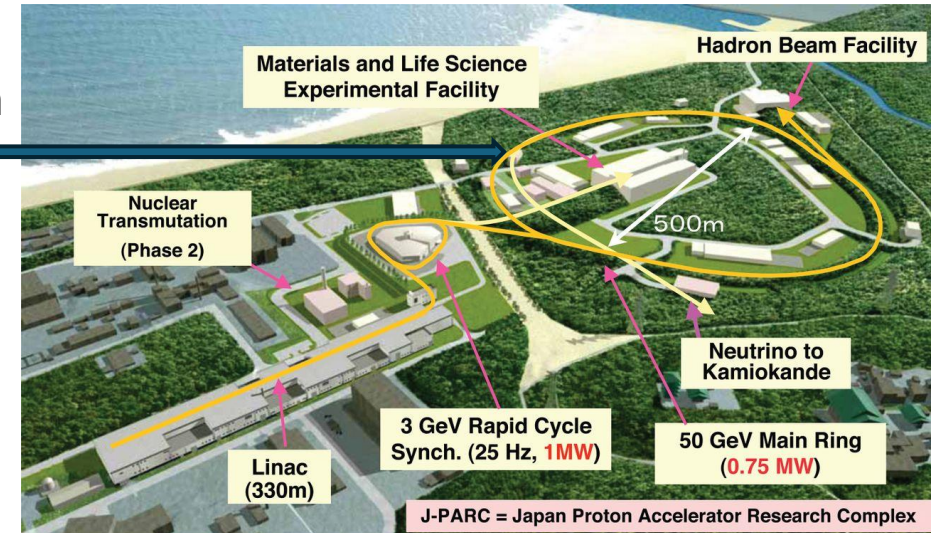 Hadron Beam Facility
Materials and Life Science
Experimental Facility
Nuclear
Transmutation
(Phase 2)
500m
Neutrino to
Kamiokande
3 GeV Rapid Cycle
Synch. (25 Hz, 1MW)
50 GeV Main Ring
(0.75 MW)
Linac
(330m)
J-PARC = Japan Proton Accelerator Research Complex